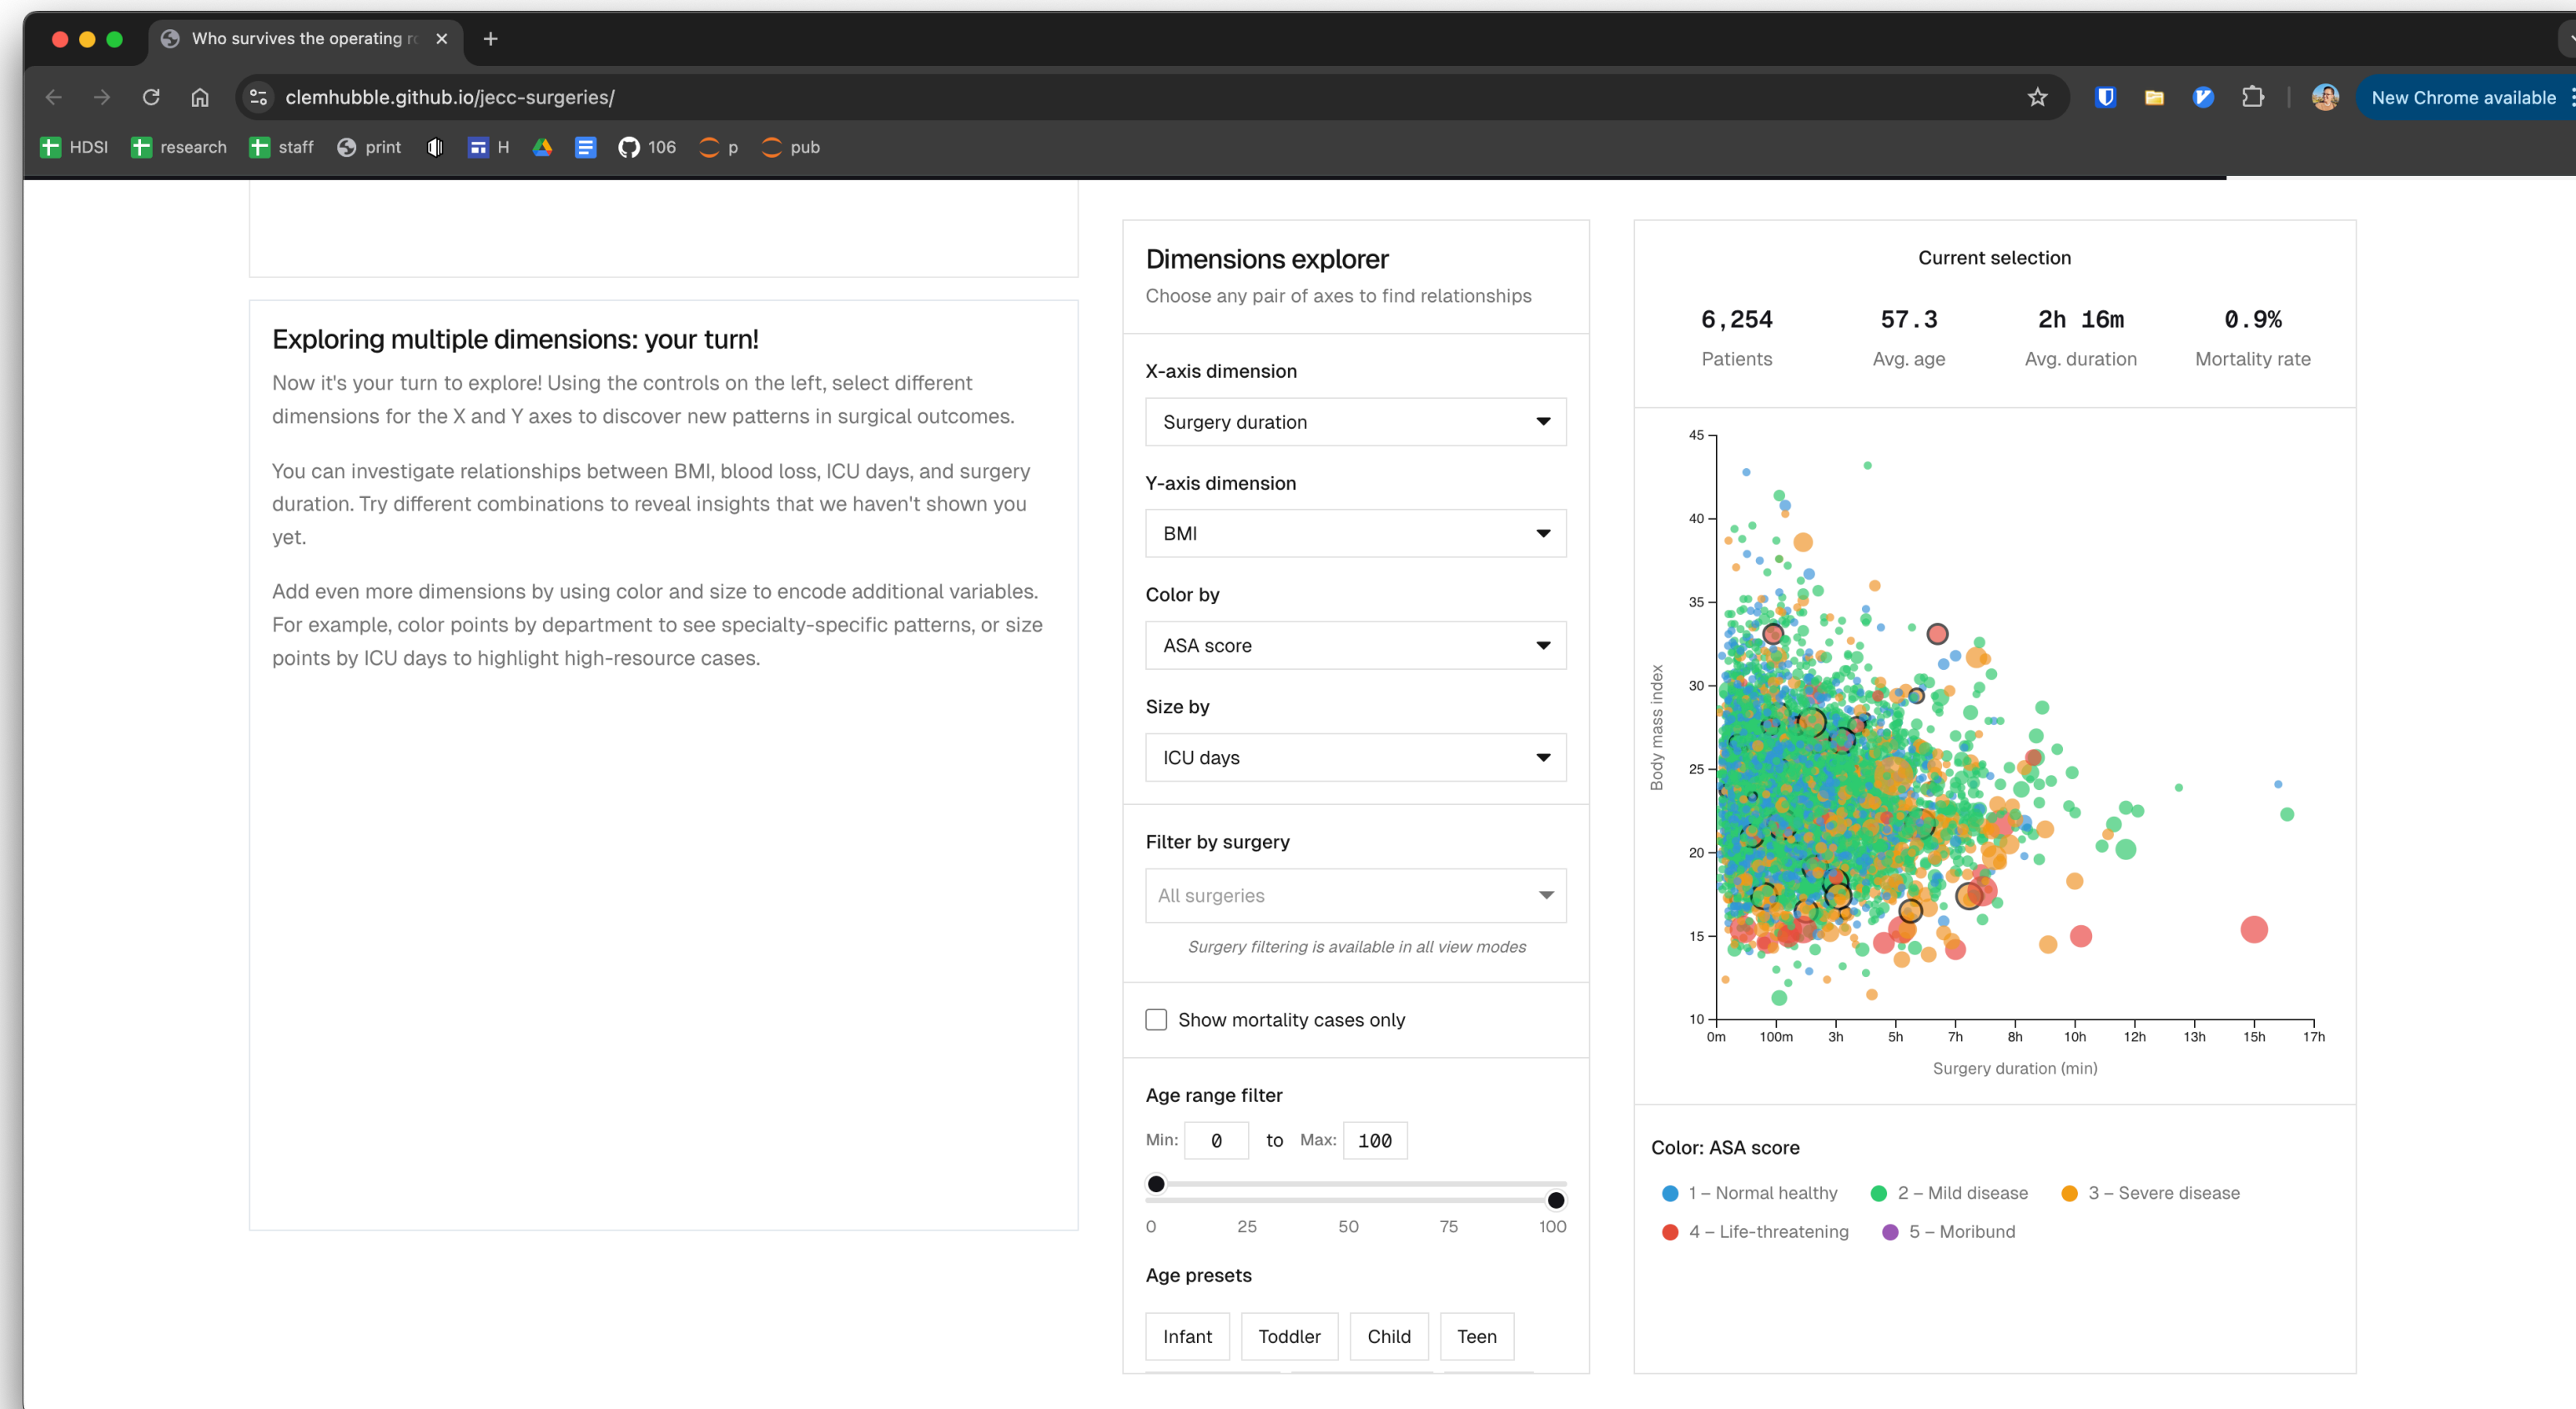 Who survives the operating
clemhubble.github.io/jecc-surgeries/
New Chrome available
HDSI
research
staff
print
H
106
p
pub
Exploring multiple dimensions: your turn!
Now it's your turn to explore! Using the controls on the left, select different
dimensions for the X and Y axes to discover new patterns in surgical outcomes.
You can investigate relationships between BMI, blood loss, ICU days, and surgery
duration. Try different combinations to reveal insights that we haven't shown you
yet.
Add even more dimensions by using color and size to encode additional variables.
For example, color points by department to see specialty-specific patterns, or size
points by ICU days to highlight high-resource cases.
Dimensions explorer
Choose any pair of axes to find relationships
X-axis dimension
Surgery duration
Y-axis dimension
BMI
Color by
ASA score
Size by
ICU days
Filter by surgery
All surgeries
Surgery filtering is available in all view modes
Show mortality cases only
Age range filter
Min: 0 to Max: 100
0 25 50 75 100
Age presets
Infant Toddler Child Teen
Current selection
6,254 57.3 2h 16m 0.9%
Patients Avg. age Avg. duration Mortality rate
45
40
35
30
25
20
15
10
Body mass index
0m 100m 3h 5h 7h 8h 10h 12h 13h 15h 17h
Surgery duration (min)
Color: ASA score
1 – Normal healthy 2 – Mild disease 3 – Severe disease
4 – Life-threatening 5 – Moribund